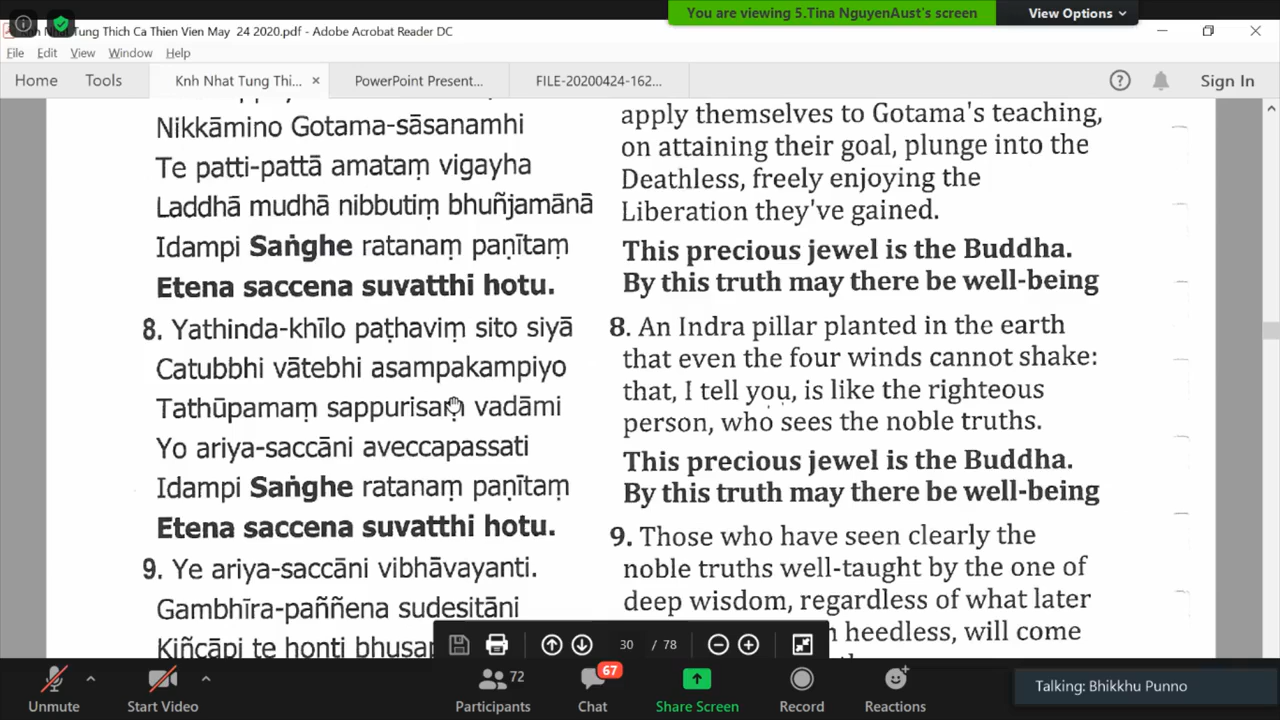 You are viewing 5.Tina NguyenAust's screen
View Options
Tung Thich Ca Thien Vien May 24 2020.pdf - Adobe Acrobat Reader DC
File Edit View Window Help
Home Tools Knh Nhat Tung Thi... × PowerPoint Present... FILE-20200424-162... Sign In
Nikkāmino Gotama-sāsanamhi
Te patti-pattā amataṃ vigayha
Laddhā mudhā nibbutiṃ bhuñjamānā
Idampi Saṅghe ratanaṃ paṇītaṃ
Etena saccena suvatthi hotu.
8. Yathinda-khīlo paṭhaviṃ sito siyā
Catubbhi vātebhi asampakampiyo
Tathūpamaṃ sappurisaṃ vadāmi
Yo ariya-saccāni aveccapassati
Idampi Saṅghe ratanaṃ paṇītaṃ
Etena saccena suvatthi hotu.
9. Ye ariya-saccāni vibhāvayanti.
Gambhīra-paññena sudesitāni
Kiñcāpi te honti
apply themselves to Gotama's teaching,
on attaining their goal, plunge into the
Deathless, freely enjoying the
Liberation they've gained.
This precious jewel is the Buddha.
By this truth may there be well-being
8. An Indra pillar planted in the earth
that even the four winds cannot shake:
that, I tell you, is like the righteous
person, who sees the noble truths.
This precious jewel is the Buddha.
By this truth may there be well-being
9. Those who have seen clearly the
noble truths well-taught by the one of
deep wisdom, regardless of what later
heedless, will come
30 / 78
Unmute Start Video Participants 72 Chat 67 Share Screen Record Reactions
Talking: Bhikkhu Punno